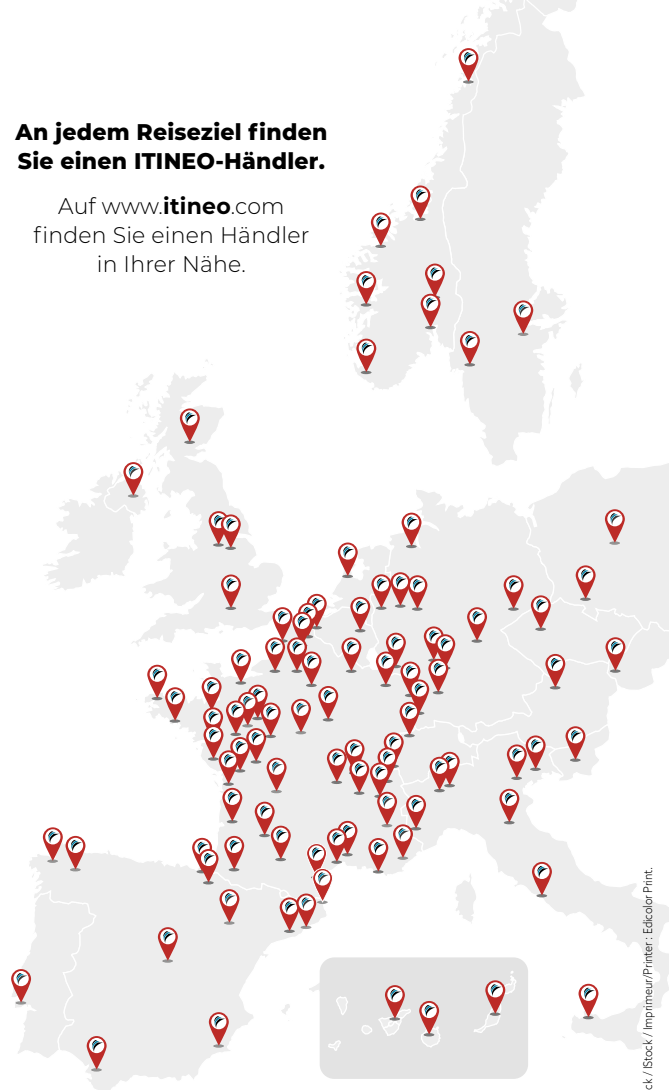 An jedem Reiseziel finden
Sie einen ITINEO-Händler.
Auf www.itineo.com
finden Sie einen Händler
in Ihrer Nähe.
/ IStock / Imprimeur/Printer : Edicolor Print.